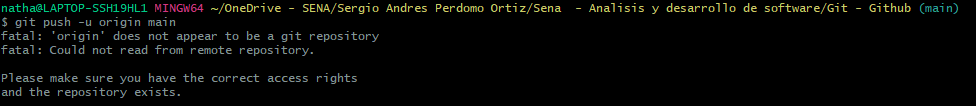 natha@LAPTOP-SSH19HL1 MINGW64 ~/OneDrive - SENA/Sergio Andres Perdomo Ortiz/Sena  - Analisis y desarrollo de software/Git - Github (main)
$ git push -u origin main
fatal: 'origin' does not appear to be a git repository
fatal: Could not read from remote repository.

Please make sure you have the correct access rights
and the repository exists.